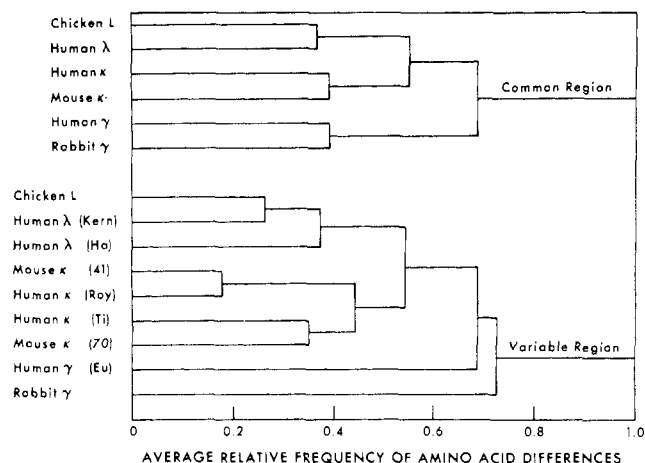 Chicken L
Human λ
Human κ
Mouse κ
Human γ
Rabbit γ
Common Region
Chicken L
Human λ (Kern)
Human λ (Ha)
Mouse κ (41)
Human κ (Roy)
Human κ (Ti)
Mouse κ (70)
Human γ (Eu)
Rabbit γ
Variable Region
0 0.2 0.4 0.6 0.8 1.0
AVERAGE RELATIVE FREQUENCY OF AMINO ACID DIFFERENCES